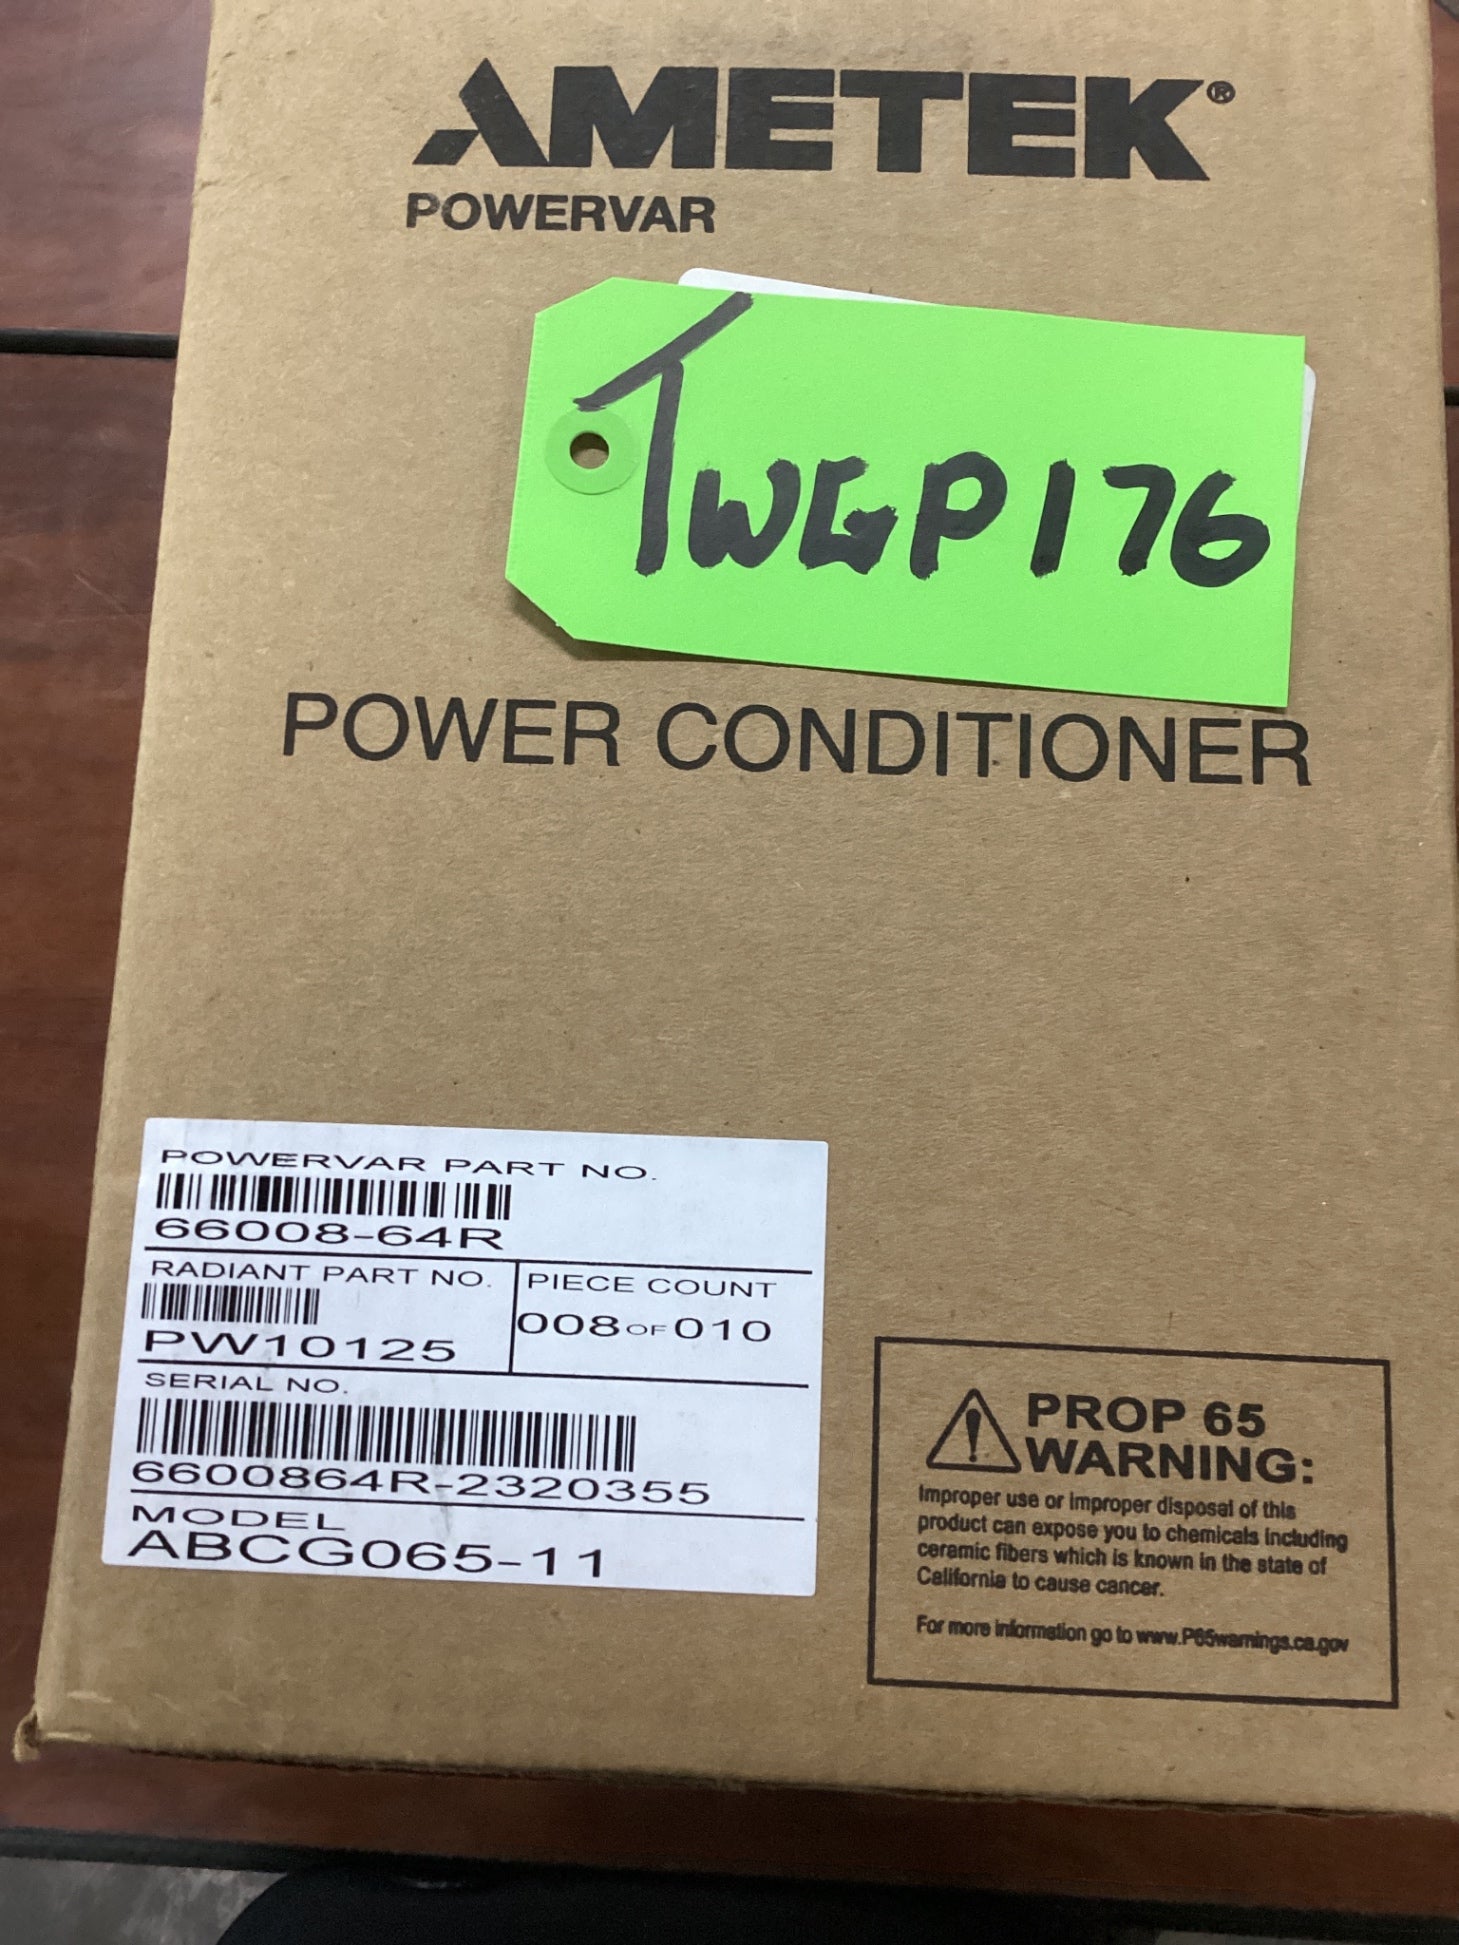 AMETEK®
POWERVAR
TWGP176
POWER CONDITIONER
POWERVAR PART NO.
66008-64R
RADIANT PART NO.
PW10125
PIECE COUNT
008 OF 010
SERIAL NO.
6600864R-2320355
MODEL
ABCG065-11
PROP 65
WARNING:
Improper use or improper disposal of this
product can expose you to chemicals including
ceramic fibers which is known in the state of
California to cause cancer.
For more information go to www.P65warnings.ca.gov